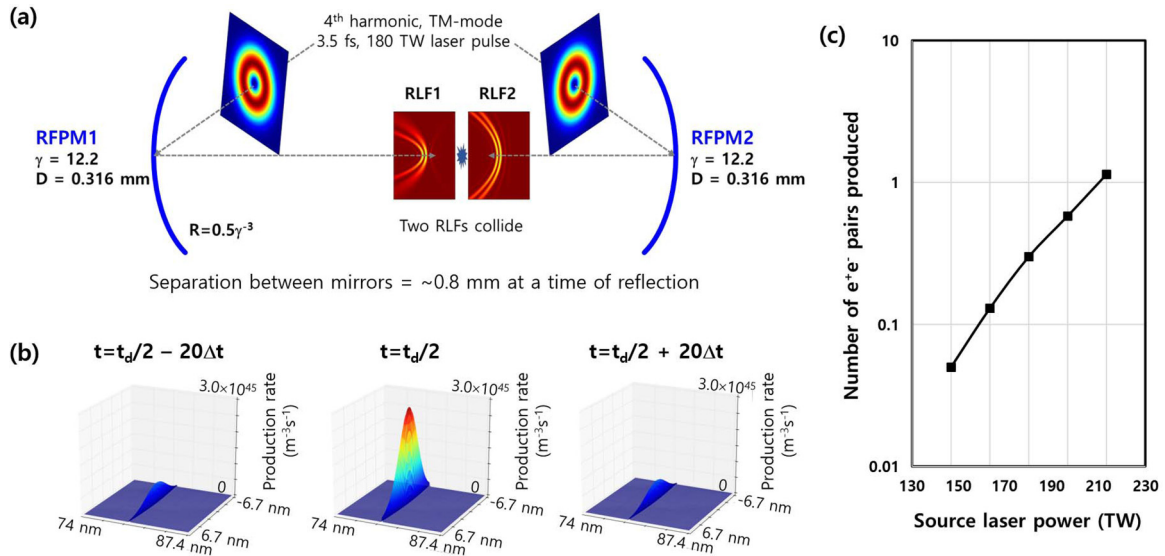 (a)
4th harmonic, TM-mode
3.5 fs, 180 TW laser pulse
RLF1
RLF2
RFPM1
γ = 12.2
D = 0.316 mm
RFPM2
γ = 12.2
D = 0.316 mm
R=0.5γ-3
Two RLFs collide
Separation between mirrors = ~0.8 mm at a time of reflection
(b)
t=td/2 − 20Δt
3.0×1045
Production rate
(m-3s-1)
0
-6.7 nm
74 nm
6.7 nm
87.4 nm
t=td/2
3.0×1045
Production rate
(m-3s-1)
0
-6.7 nm
74 nm
6.7 nm
87.4 nm
t=td/2 + 20Δt
3.0×1045
Production rate
(m-3s-1)
0
-6.7 nm
74 nm
6.7 nm
87.4 nm
(c)
Number of e+e- pairs produced
10
1
0.1
0.01
130 150 170 190 210 230
Source laser power (TW)